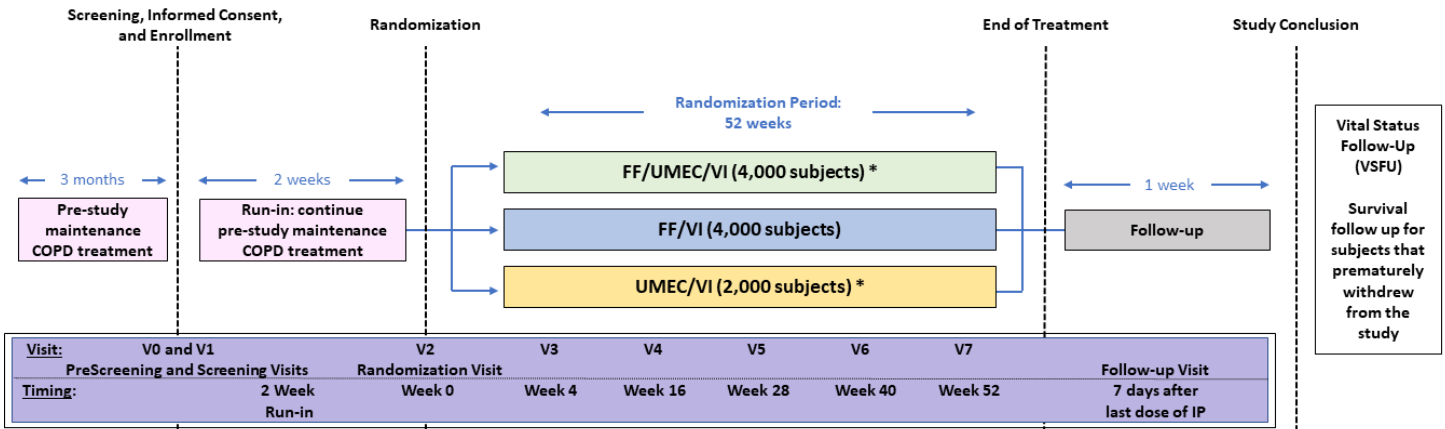 Screening, Informed Consent,
and Enrollment
Randomization
End of Treatment
Study Conclusion
Randomization Period:
52 weeks
3 months
2 weeks
1 week
Pre-study
maintenance
COPD treatment
Run-in: continue
pre-study maintenance
COPD treatment
FF/UMEC/VI (4,000 subjects) *
FF/VI (4,000 subjects)
UMEC/VI (2,000 subjects) *
Follow-up
Vital Status
Follow-Up
(VSFU)
Survival
follow up for
subjects that
prematurely
withdrew
from the
study
Visit: V0 and V1 V2 V3 V4 V5 V6 V7
PreScreening and Screening Visits Randomization Visit Follow-up Visit
Timing: 2 Week Week 0 Week 4 Week 16 Week 28 Week 40 Week 52 7 days after
Run-in last dose of IP